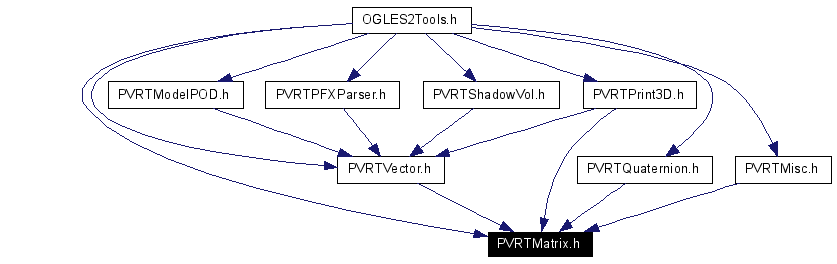 OGLES2Tools.h
PVRTModelPOD.h
PVRTPFXParser.h
PVRTShadowVol.h
PVRTPrint3D.h
PVRTVector.h
PVRTQuaternion.h
PVRTMisc.h
PVRTMatrix.h